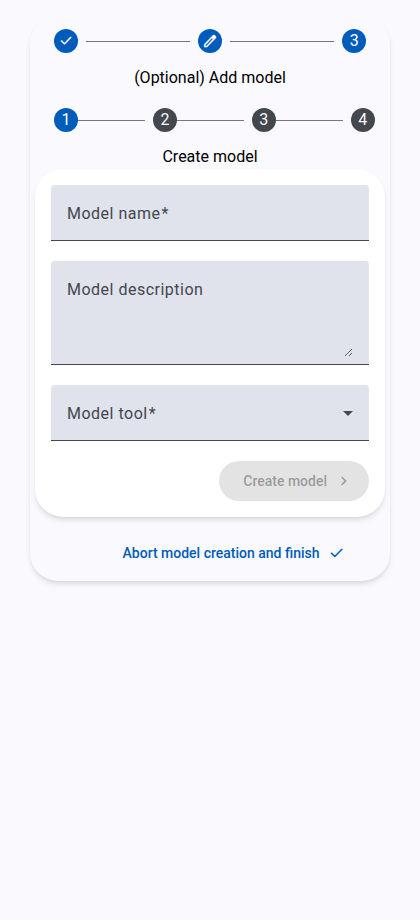 3
(Optional) Add model
1 2 3 4
Create model
Model name*
Model description
Model tool*
Create model
Abort model creation and finish